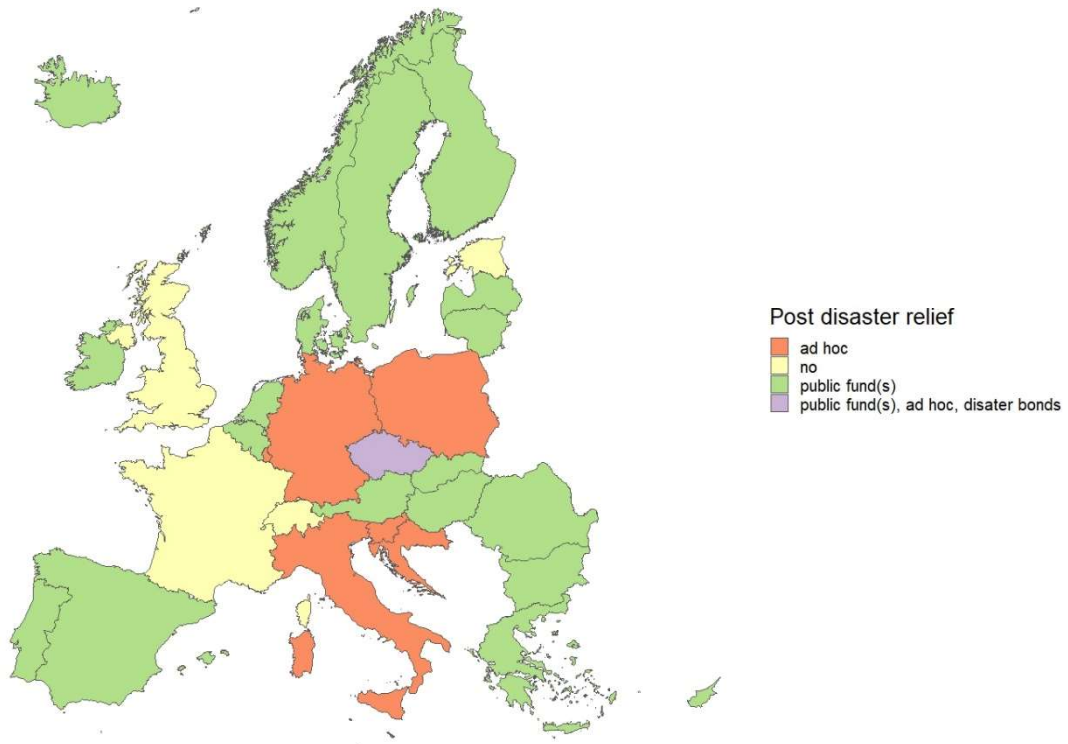 Post disaster relief
ad hoc
no
public fund(s)
public fund(s), ad hoc, disater bonds